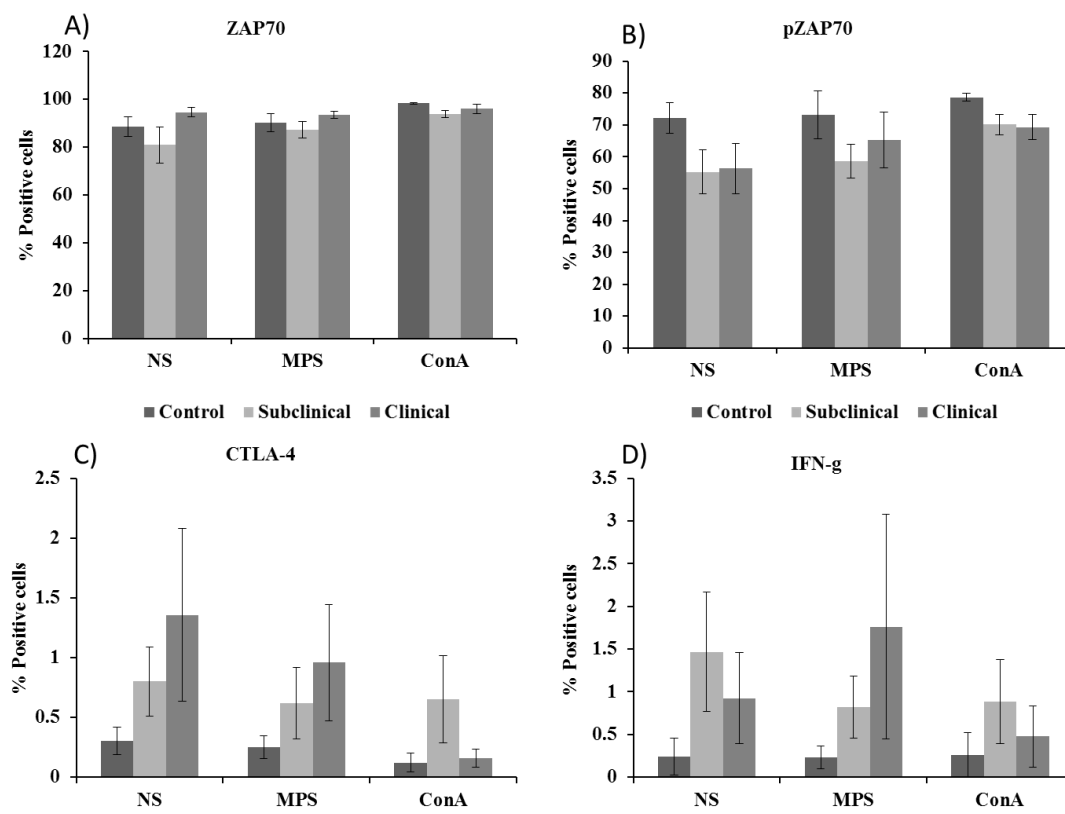 A)
ZAP70
% Positive cells
120
100
80
60
40
20
0
NS MPS ConA
Control Subclinical Clinical
B)
pZAP70
% Positive cells
90
80
70
60
50
40
30
20
10
0
NS MPS ConA
Control Subclinical Clinical
C)
CTLA-4
% Positive cells
2.5
2
1.5
1
0.5
0
NS MPS ConA
D)
IFN-g
% Positive cells
3.5
3
2.5
2
1.5
1
0.5
0
NS MPS ConA